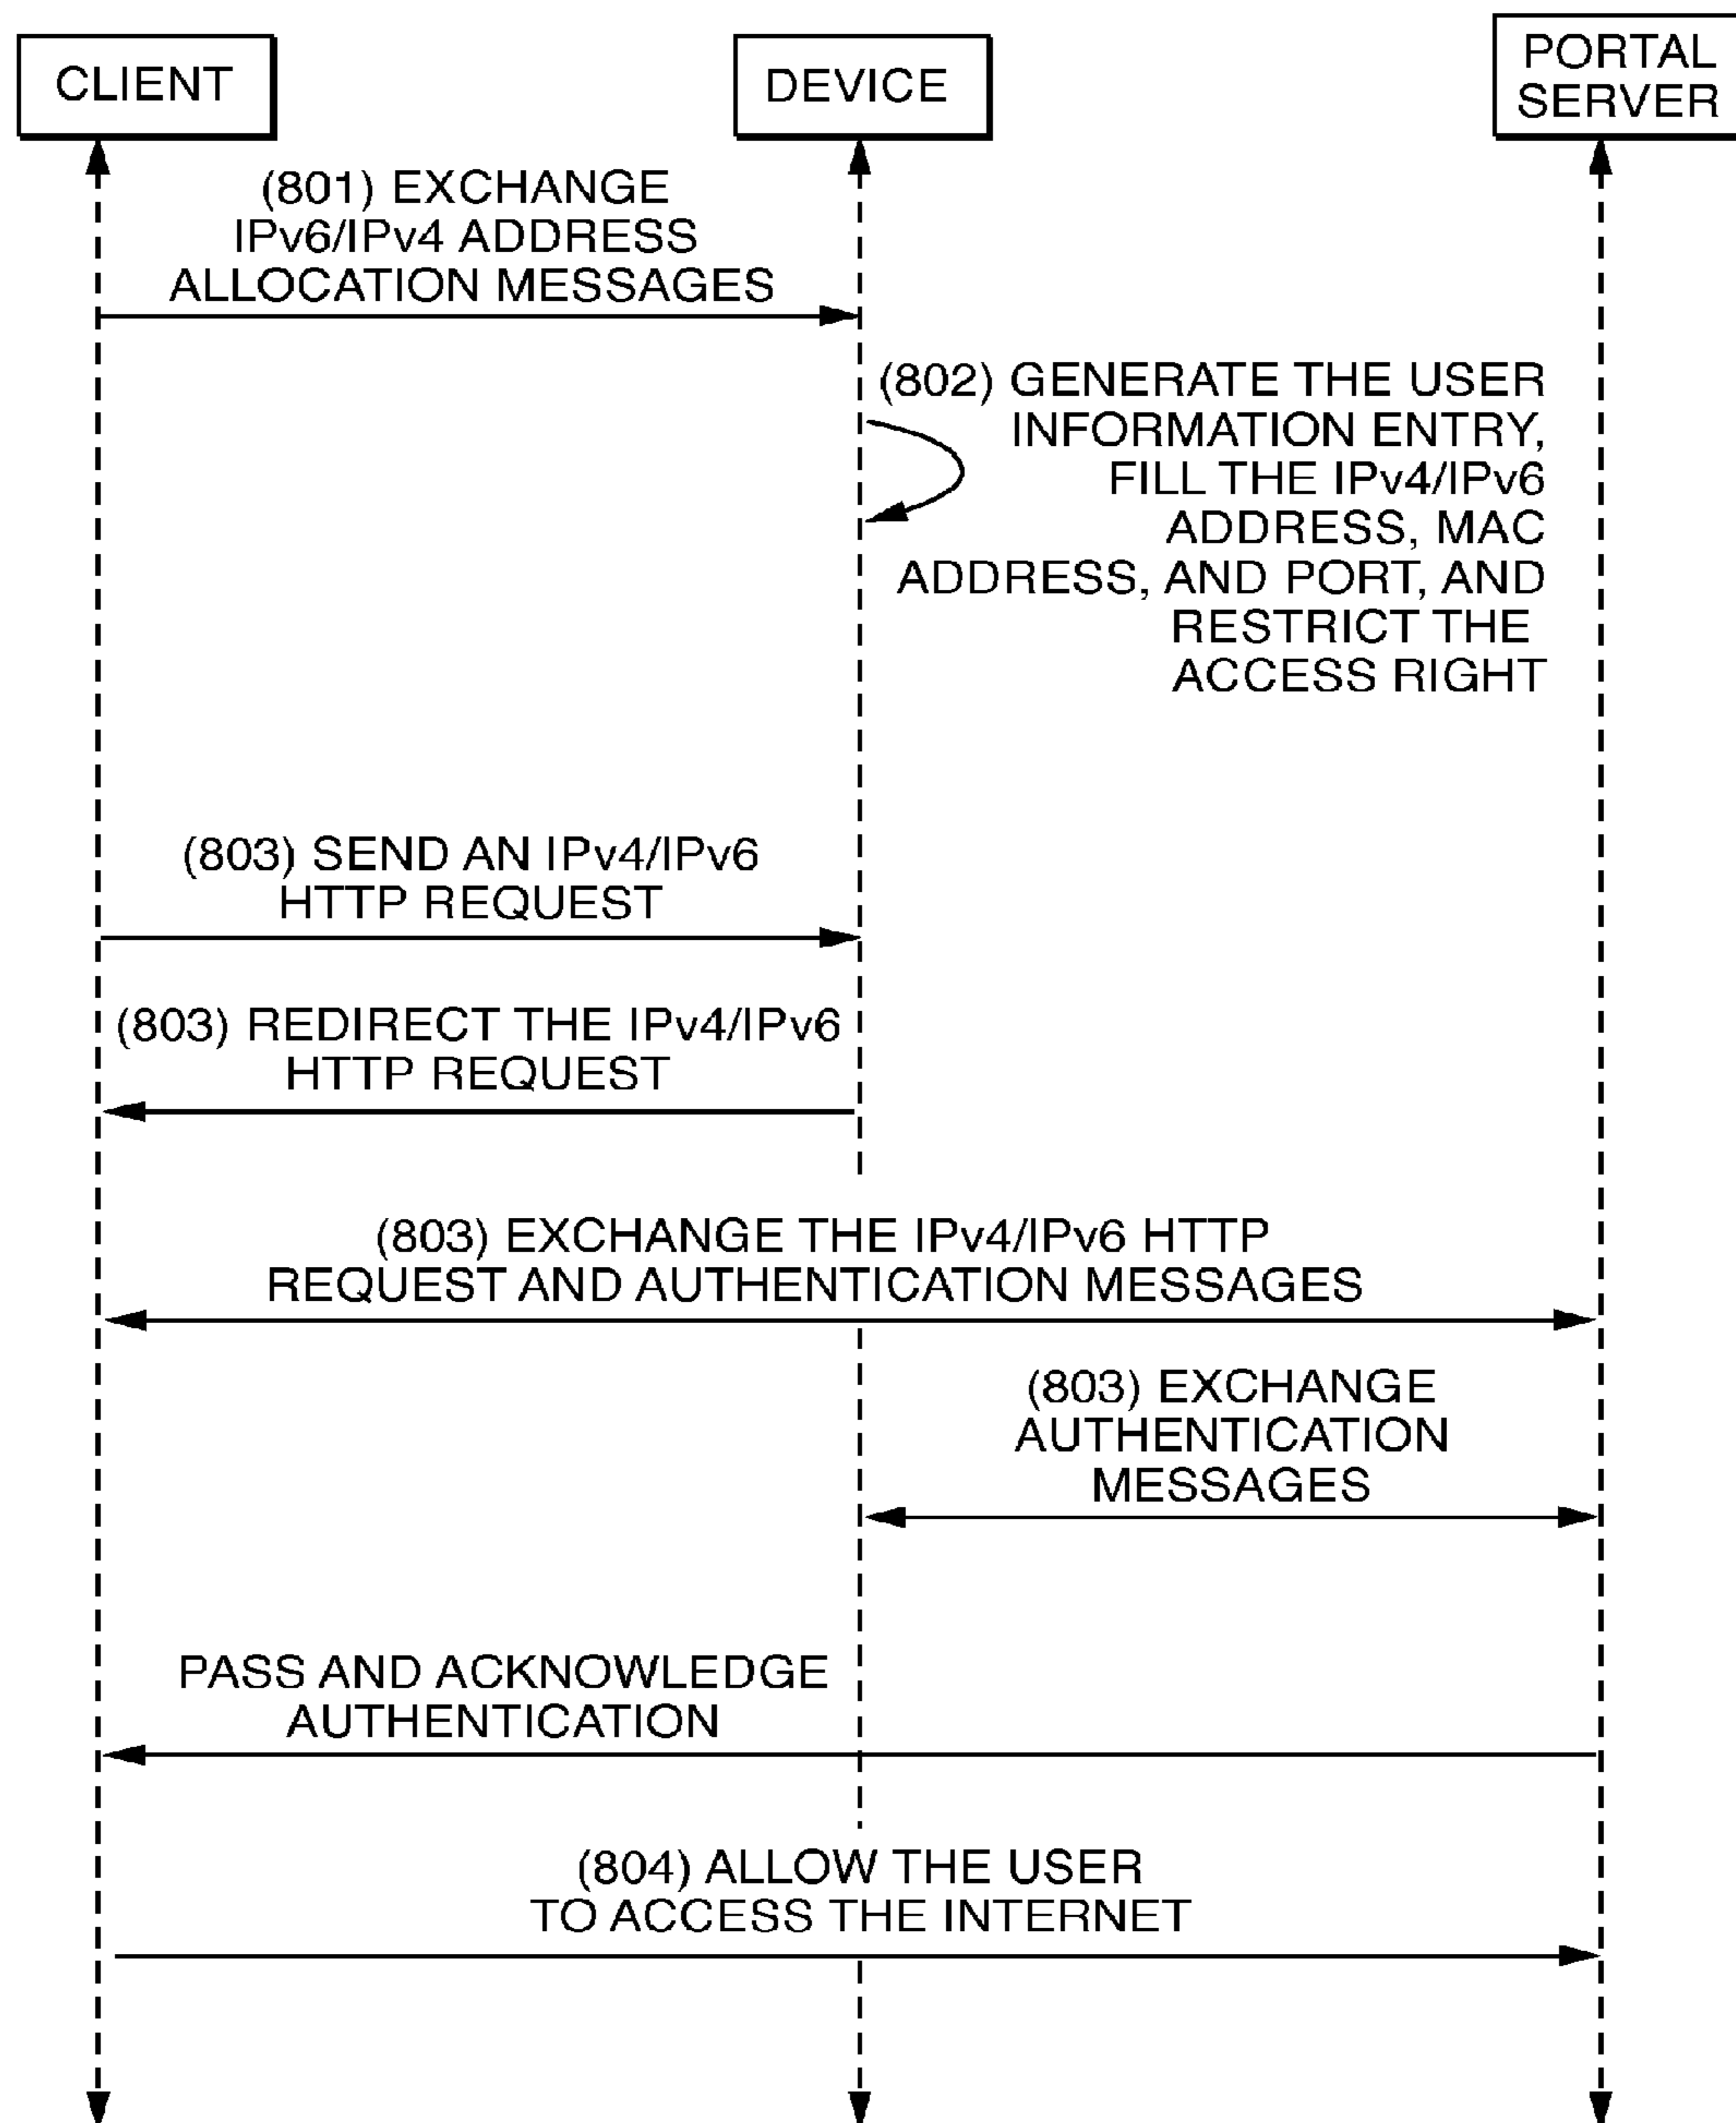 CLIENT
DEVICE
PORTAL
SERVER
(801) EXCHANGE
IPv6/IPv4 ADDRESS
ALLOCATION MESSAGES
(802) GENERATE THE USER
INFORMATION ENTRY,
FILL THE IPv4/IPv6
ADDRESS, MAC
ADDRESS, AND PORT, AND
RESTRICT THE
ACCESS RIGHT
(803) SEND AN IPv4/IPv6
HTTP REQUEST
(803) REDIRECT THE IPv4/IPv6
HTTP REQUEST
(803) EXCHANGE THE IPv4/IPv6 HTTP
REQUEST AND AUTHENTICATION MESSAGES
(803) EXCHANGE
AUTHENTICATION
MESSAGES
PASS AND ACKNOWLEDGE
AUTHENTICATION
(804) ALLOW THE USER
TO ACCESS THE INTERNET